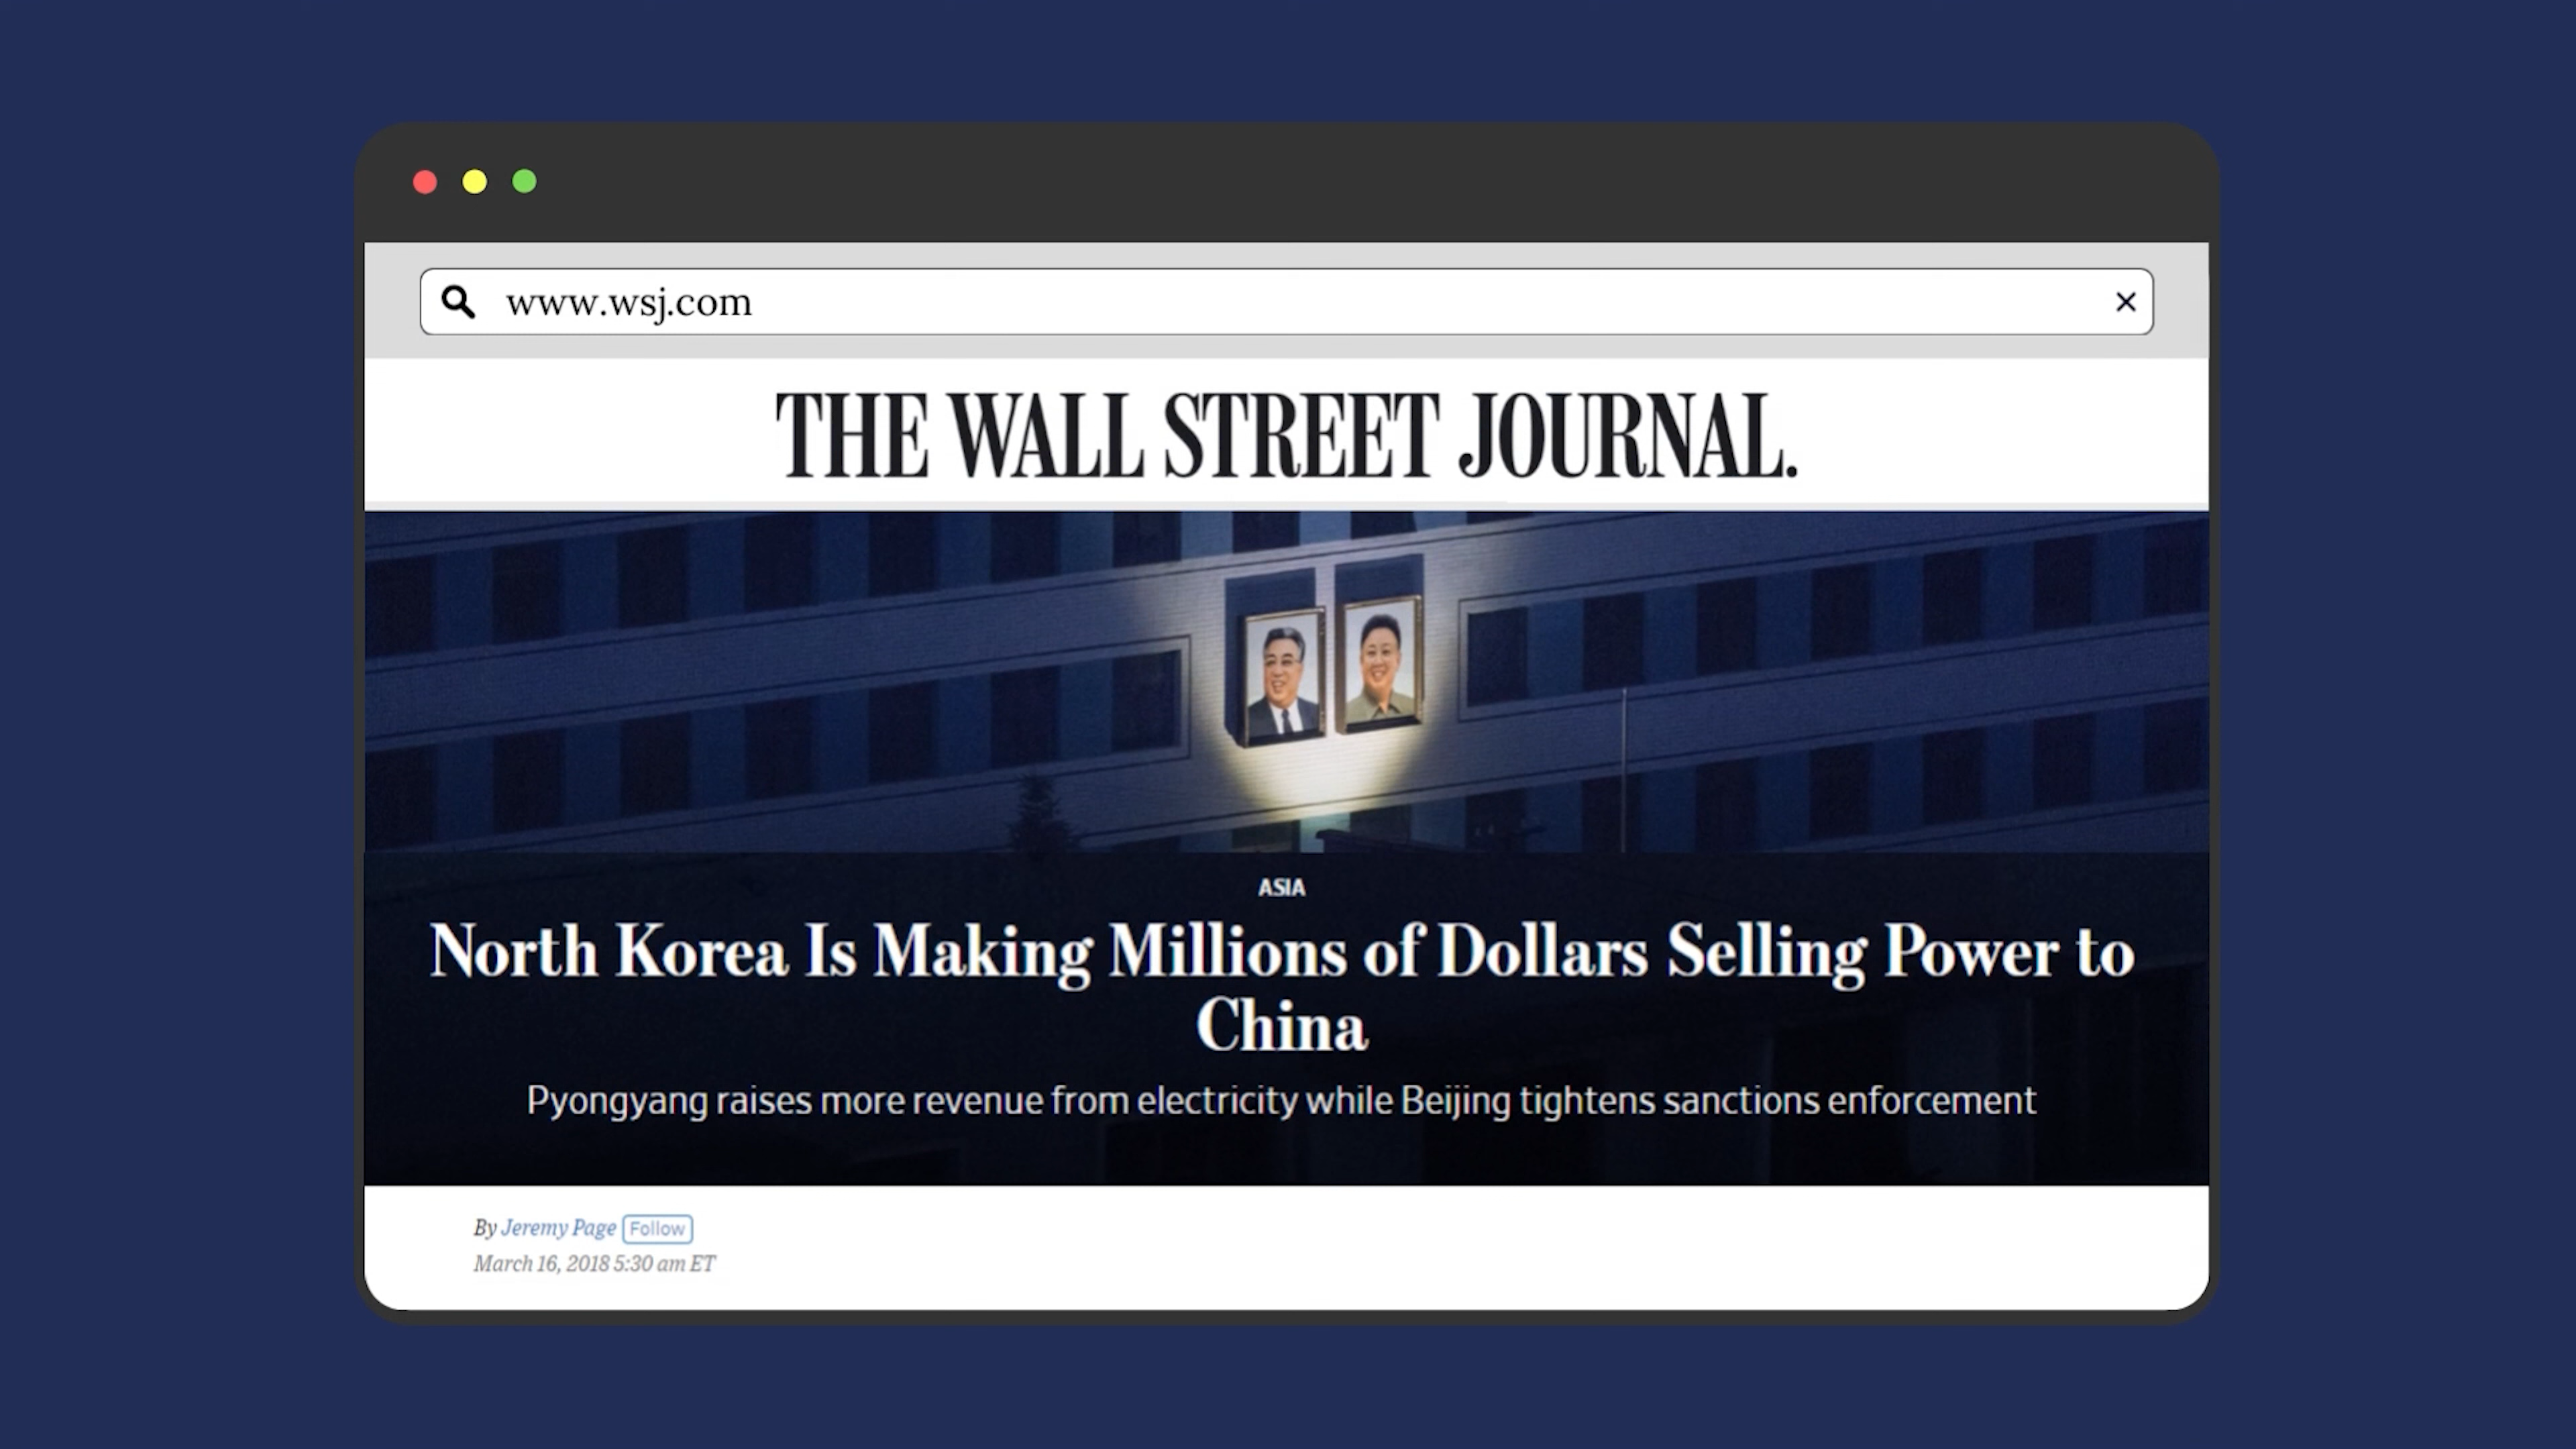 www.wsj.com
THE WALL STREET JOURNAL.
ASIA
North Korea Is Making Millions of Dollars Selling Power to
China
Pyongyang raises more revenue from electricity while Beijing tightens sanctions enforcement
By Jeremy Page Follow
March 16, 2018 5:30 am ET